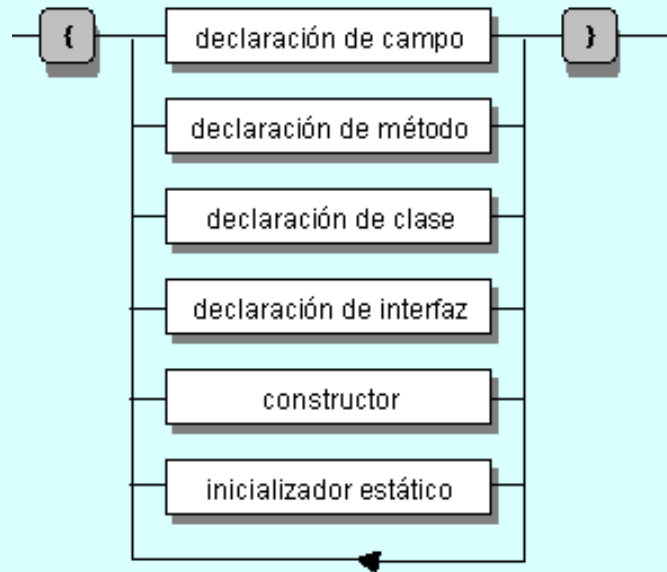 { declaración de campo }
declaración de método
declaración de clase
declaración de interfaz
constructor
inicializador estático